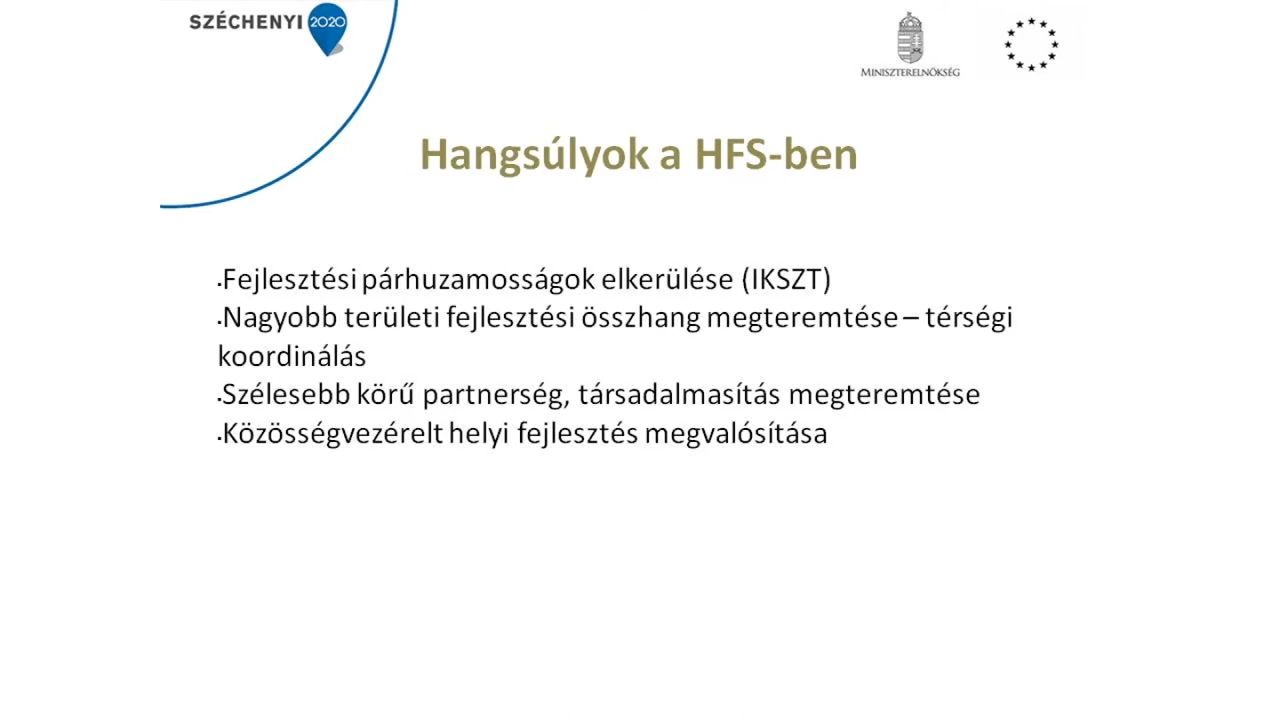 SZÉCHENYI 2020
MINISZTERELNÖKSÉG
Hangsúlyok a HFS-ben
•Fejlesztési párhuzamosságok elkerülése (IKSZT)
•Nagyobb területi fejlesztési összhang megteremtése – térségi
koordinálás
•Szélesebb körű partnerség, társadalmasítás megteremtése
•Közösségvezérelt helyi fejlesztés megvalósítása